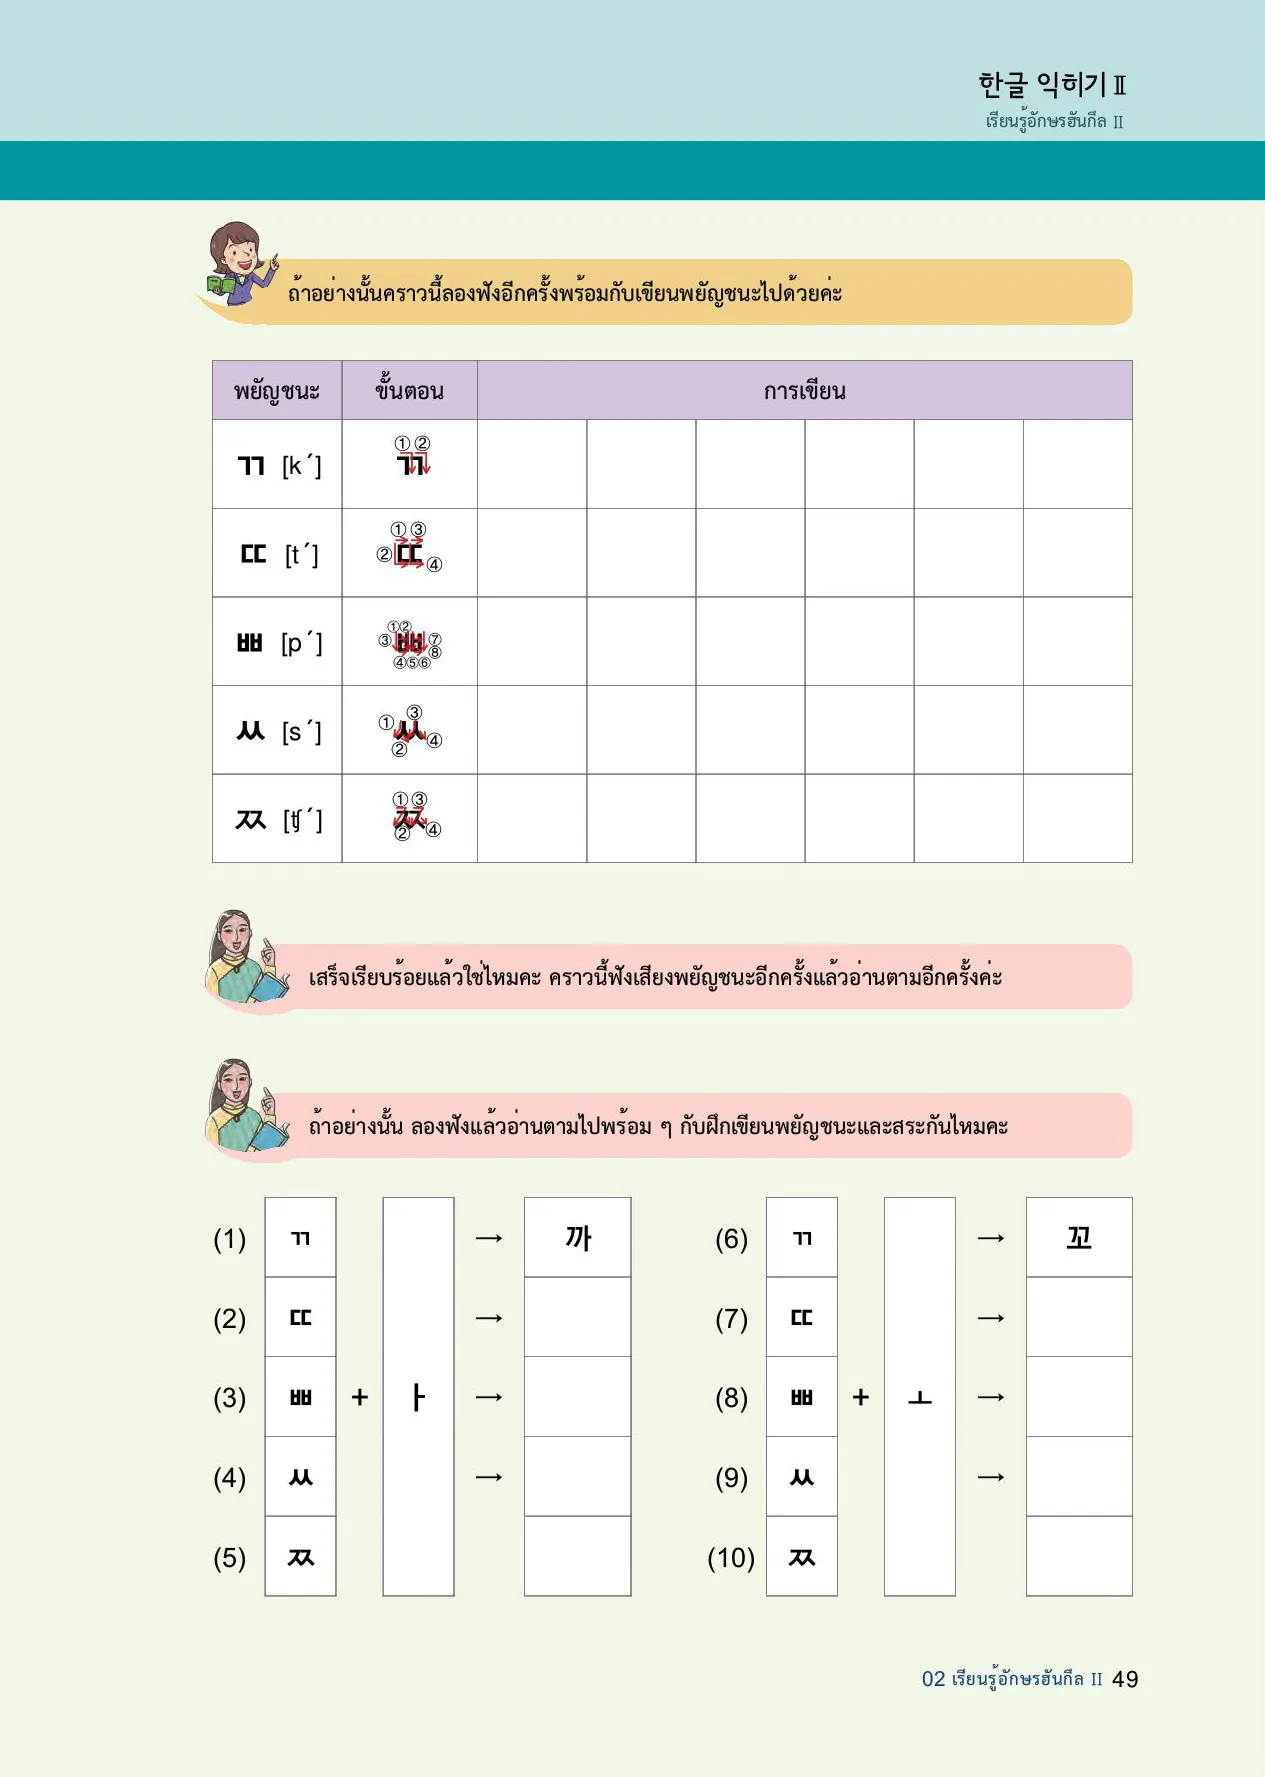 한글 익히기 Ⅱ
เรียนรู้อักษรฮันกึล Ⅱ
ถ้าอย่างนั้นคราวนี้ลองฟังอีกครั้งพร้อมกับเขียนพยัญชนะไปด้วยค่ะ
พยัญชนะ ขั้นตอน การเขียน
ㄲ [k´] ①② ㄲ
ㄸ [t´] ①③ ② ㄸ ④
ㅃ [p´] ①② ③ ㅃ ⑦ ⑧ ④⑤⑥
ㅆ [s´] ① ③ ㅆ ② ④
ㅉ [ʧ´] ①③ ㅉ ② ④
เสร็จเรียบร้อยแล้วใช่ไหมคะ คราวนี้ฟังเสียงพยัญชนะอีกครั้งแล้วอ่านตามอีกครั้งค่ะ
ถ้าอย่างนั้น ลองฟังแล้วอ่านตามไปพร้อม ๆ กับฝึกเขียนพยัญชนะและสระกันไหมคะ
(1) ㄲ → 까 (6) ㄲ → 꼬
(2) ㄸ → (7) ㄸ →
(3) ㅃ + ㅏ → (8) ㅃ + ㅗ →
(4) ㅆ → (9) ㅆ →
(5) ㅉ (10) ㅉ
02 เรียนรู้อักษรฮันกึล Ⅱ 49